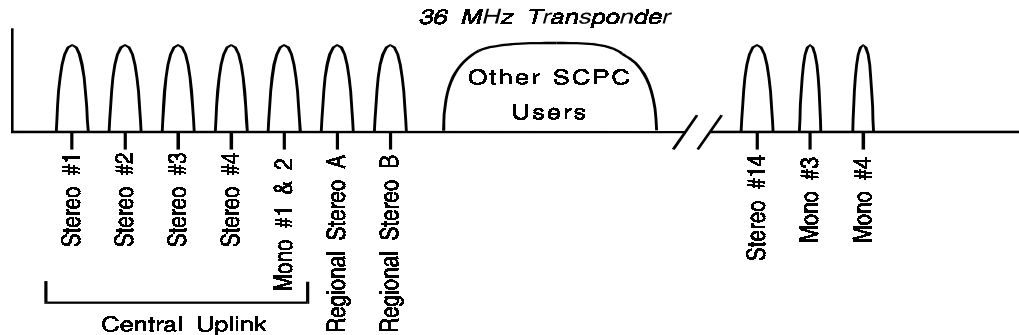 36 MHz Transponder
Other SCPC
Users
Stereo #1
Stereo #2
Stereo #3
Stereo #4
Mono #1 & 2
Regional Stereo A
Regional Stereo B
Stereo #14
Mono #3
Mono #4
Central Uplink